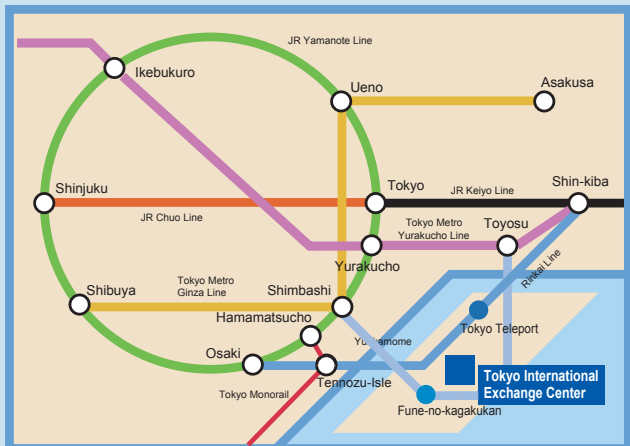 JR Yamanote Line
Ikebukuro
Ueno
Asakusa
Shinjuku
Tokyo
JR Keiyo Line
Shin-kiba
JR Chuo Line
Tokyo Metro
Yurakucho Line
Toyosu
Yurakucho
Rinkai Line
Tokyo Metro
Ginza Line
Shimbashi
Shibuya
Hamamatsucho
Yurikamome
Tokyo Teleport
Osaki
Tennozu-Isle
Tokyo Monorail
Tokyo International
Exchange Center
Fune-no-kagakukan